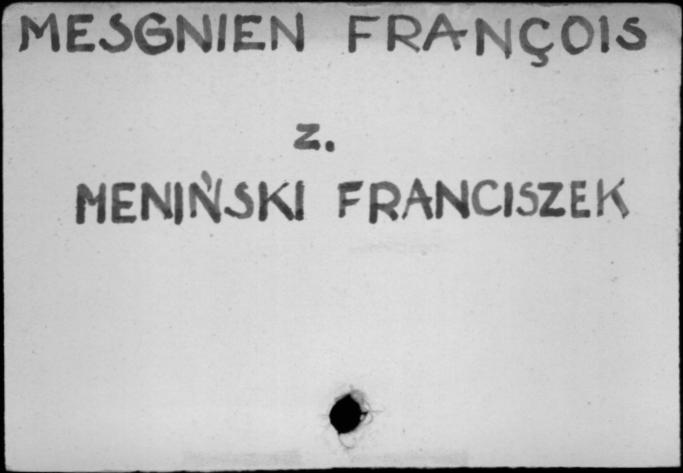 MESGNIEN FRANÇOIS
z.
MENIŃSKI FRANCISZEK